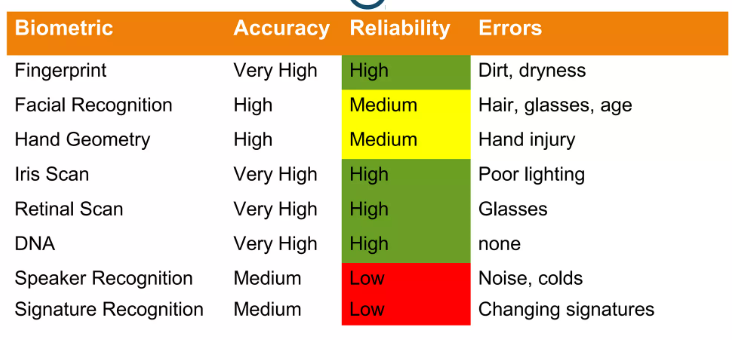 Biometric Accuracy Reliability Errors
Fingerprint Very High High Dirt, dryness
Facial Recognition High Medium Hair, glasses, age
Hand Geometry High Medium Hand injury
Iris Scan Very High High Poor lighting
Retinal Scan Very High High Glasses
DNA Very High High none
Speaker Recognition Medium Low Noise, colds
Signature Recognition Medium Low Changing signatures